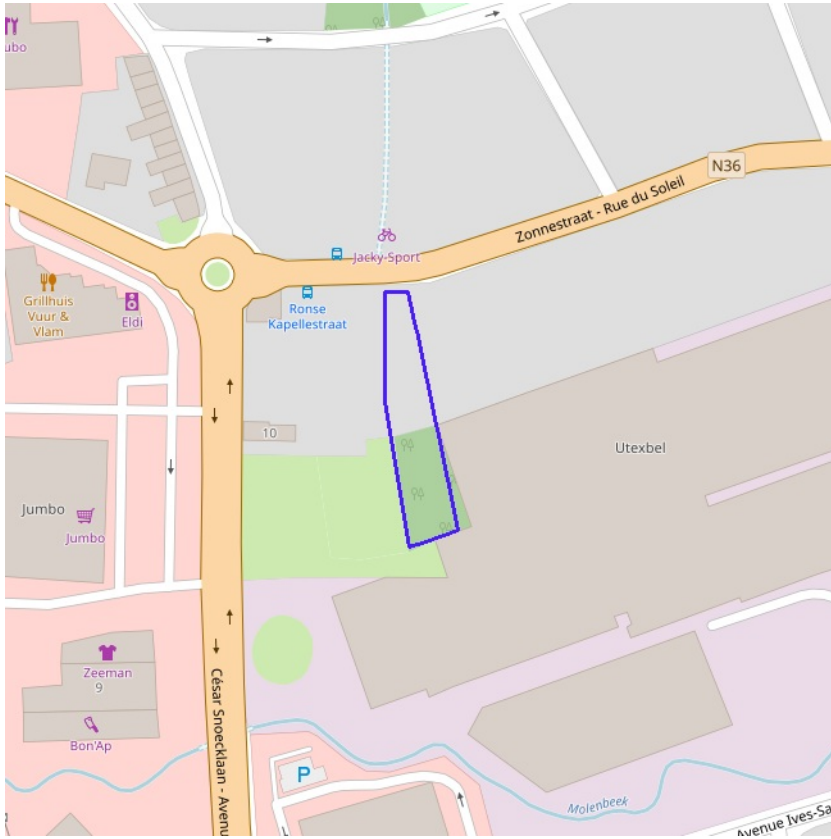 ubo
N36
Zonnestraat - Rue du Soleil
Jacky-Sport
Grillhuis
Vuur &
Vlam
Eldi
Ronse
Kapellestraat
10
Utexbel
Jumbo
Jumbo
Zeeman
9
Bon'Ap
César Snoecklaan - Avenu
P
Molenbeek
Avenue Ives-Sa